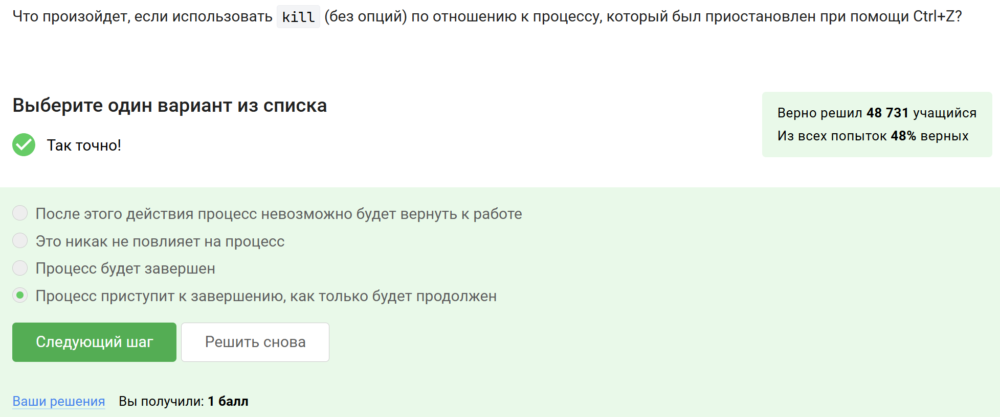 Что произойдет, если использовать kill (без опций) по отношению к процессу, который был приостановлен при помощи Ctrl+Z?
Выберите один вариант из списка
Так точно!
Верно решил 48 731 учащийся
Из всех попыток 48% верных
После этого действия процесс невозможно будет вернуть к работе
Это никак не повлияет на процесс
Процесс будет завершен
Процесс приступит к завершению, как только будет продолжен
Следующий шаг
Решить снова
Ваши решения Вы получили: 1 балл